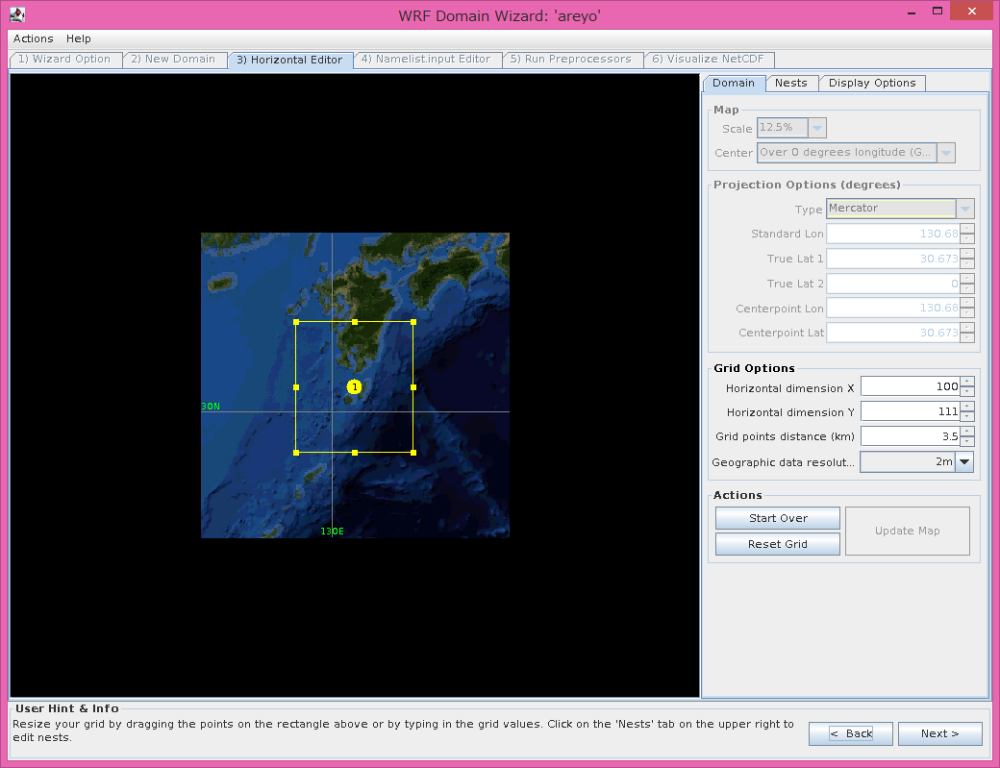 WRF Domain Wizard: 'areyo'
Actions Help
1) Wizard Option 2) New Domain 3) Horizontal Editor 4) Namelist.input Editor 5) Run Preprocessors 6) Visualize NetCDF
30N
130E
1
Domain Nests Display Options
Map
Scale 12.5%
Center Over 0 degrees longitude (G...
Projection Options (degrees)
Type Mercator
Standard Lon 130.68
True Lat 1 30.673
True Lat 2 0
Centerpoint Lon 130.68
Centerpoint Lat 30.673
Grid Options
Horizontal dimension X 100
Horizontal dimension Y 111
Grid points distance (km) 3.5
Geographic data resolut... 2m
Actions
Start Over
Reset Grid
Update Map
User Hint & Info
Resize your grid by dragging the points on the rectangle above or by typing in the grid values. Click on the 'Nests' tab on the upper right to
edit nests.
< Back Next >